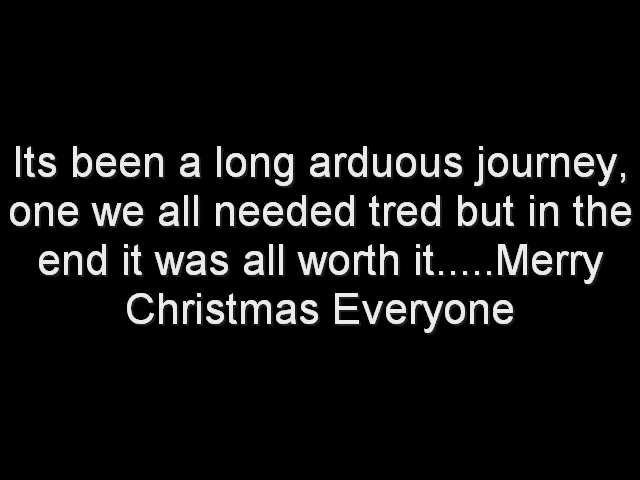 Its been a long arduous journey,
one we all needed tred but in the
end it was all worth it.....Merry
Christmas Everyone